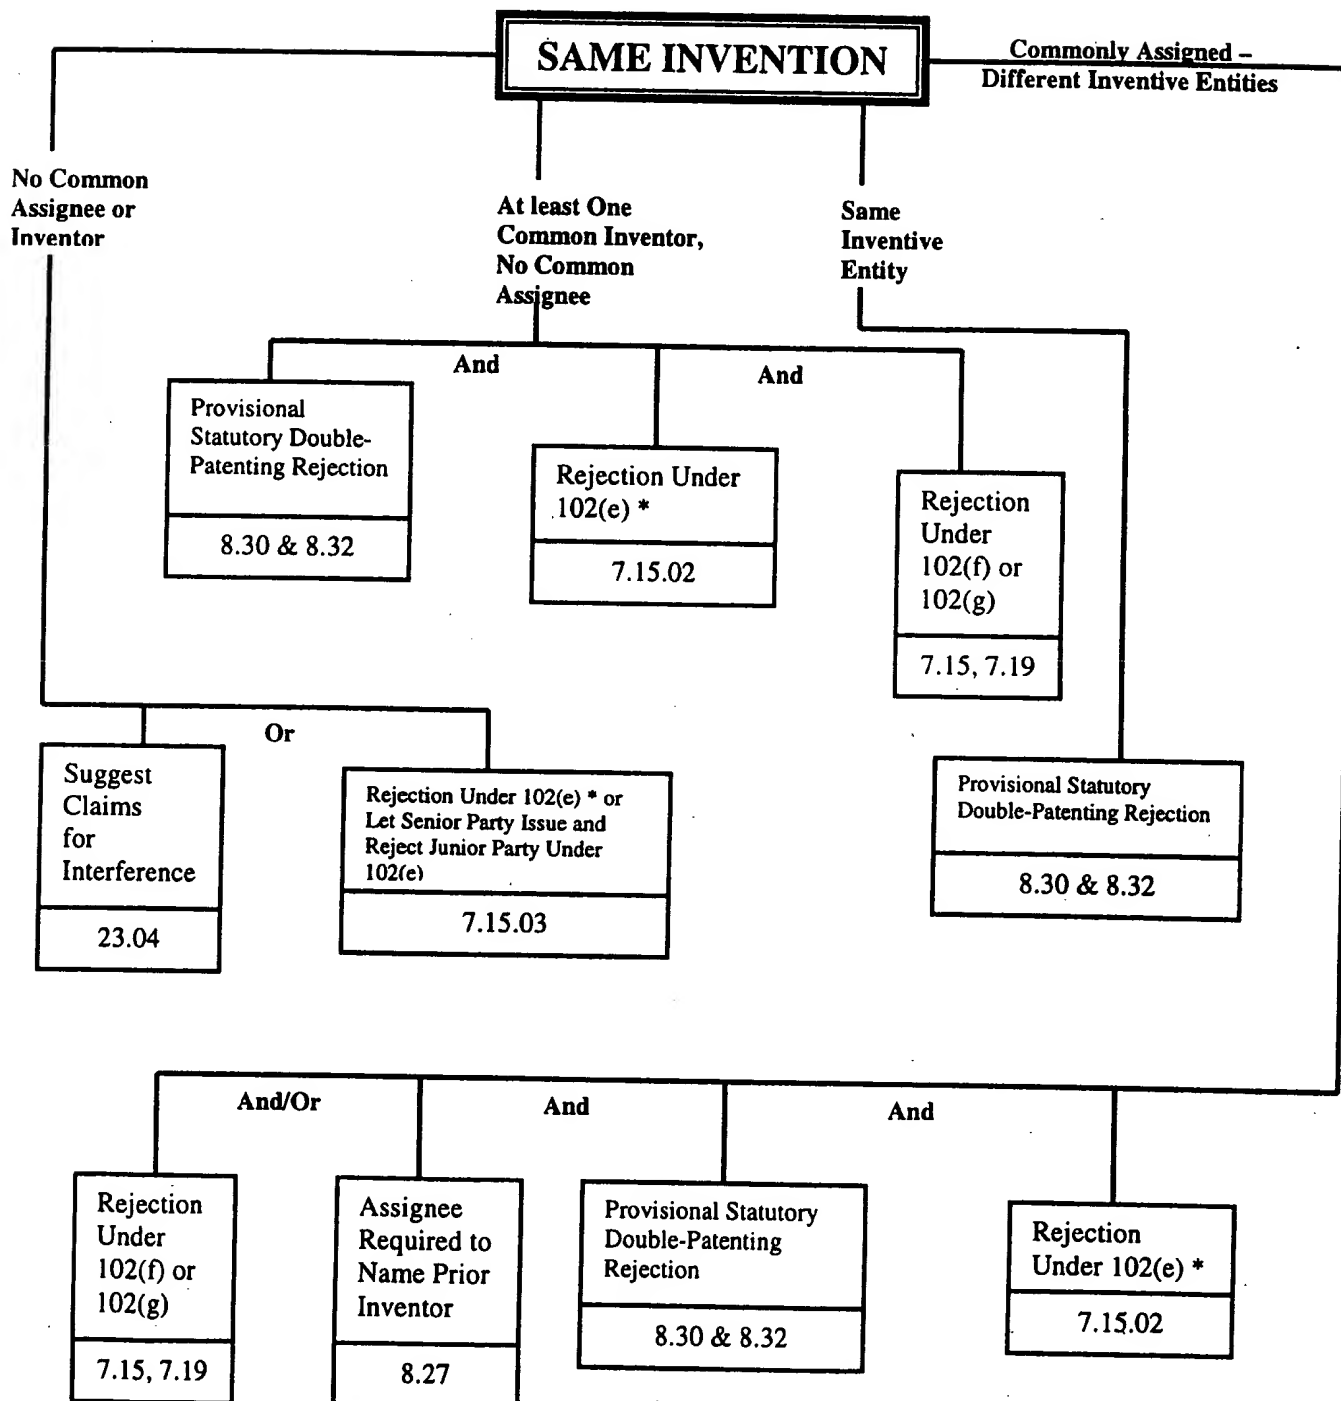 SAME INVENTION
Commonly Assigned –
Different Inventive Entities
No Common
Assignee or
Inventor
At least One
Common Inventor,
No Common
Assignee
Same
Inventive
Entity
And
And
Provisional
Statutory Double-
Patenting Rejection
8.30 & 8.32
Rejection Under
102(e) *
7.15.02
Rejection
Under
102(f) or
102(g)
7.15, 7.19
Or
Suggest
Claims
for
Interference
23.04
Rejection Under 102(e) * or
Let Senior Party Issue and
Reject Junior Party Under
102(e)
7.15.03
Provisional Statutory
Double-Patenting Rejection
8.30 & 8.32
And/Or
And
And
Rejection
Under
102(f) or
102(g)
7.15, 7.19
Assignee
Required to
Name Prior
Inventor
8.27
Provisional Statutory
Double-Patenting
Rejection
8.30 & 8.32
Rejection
Under 102(e) *
7.15.02